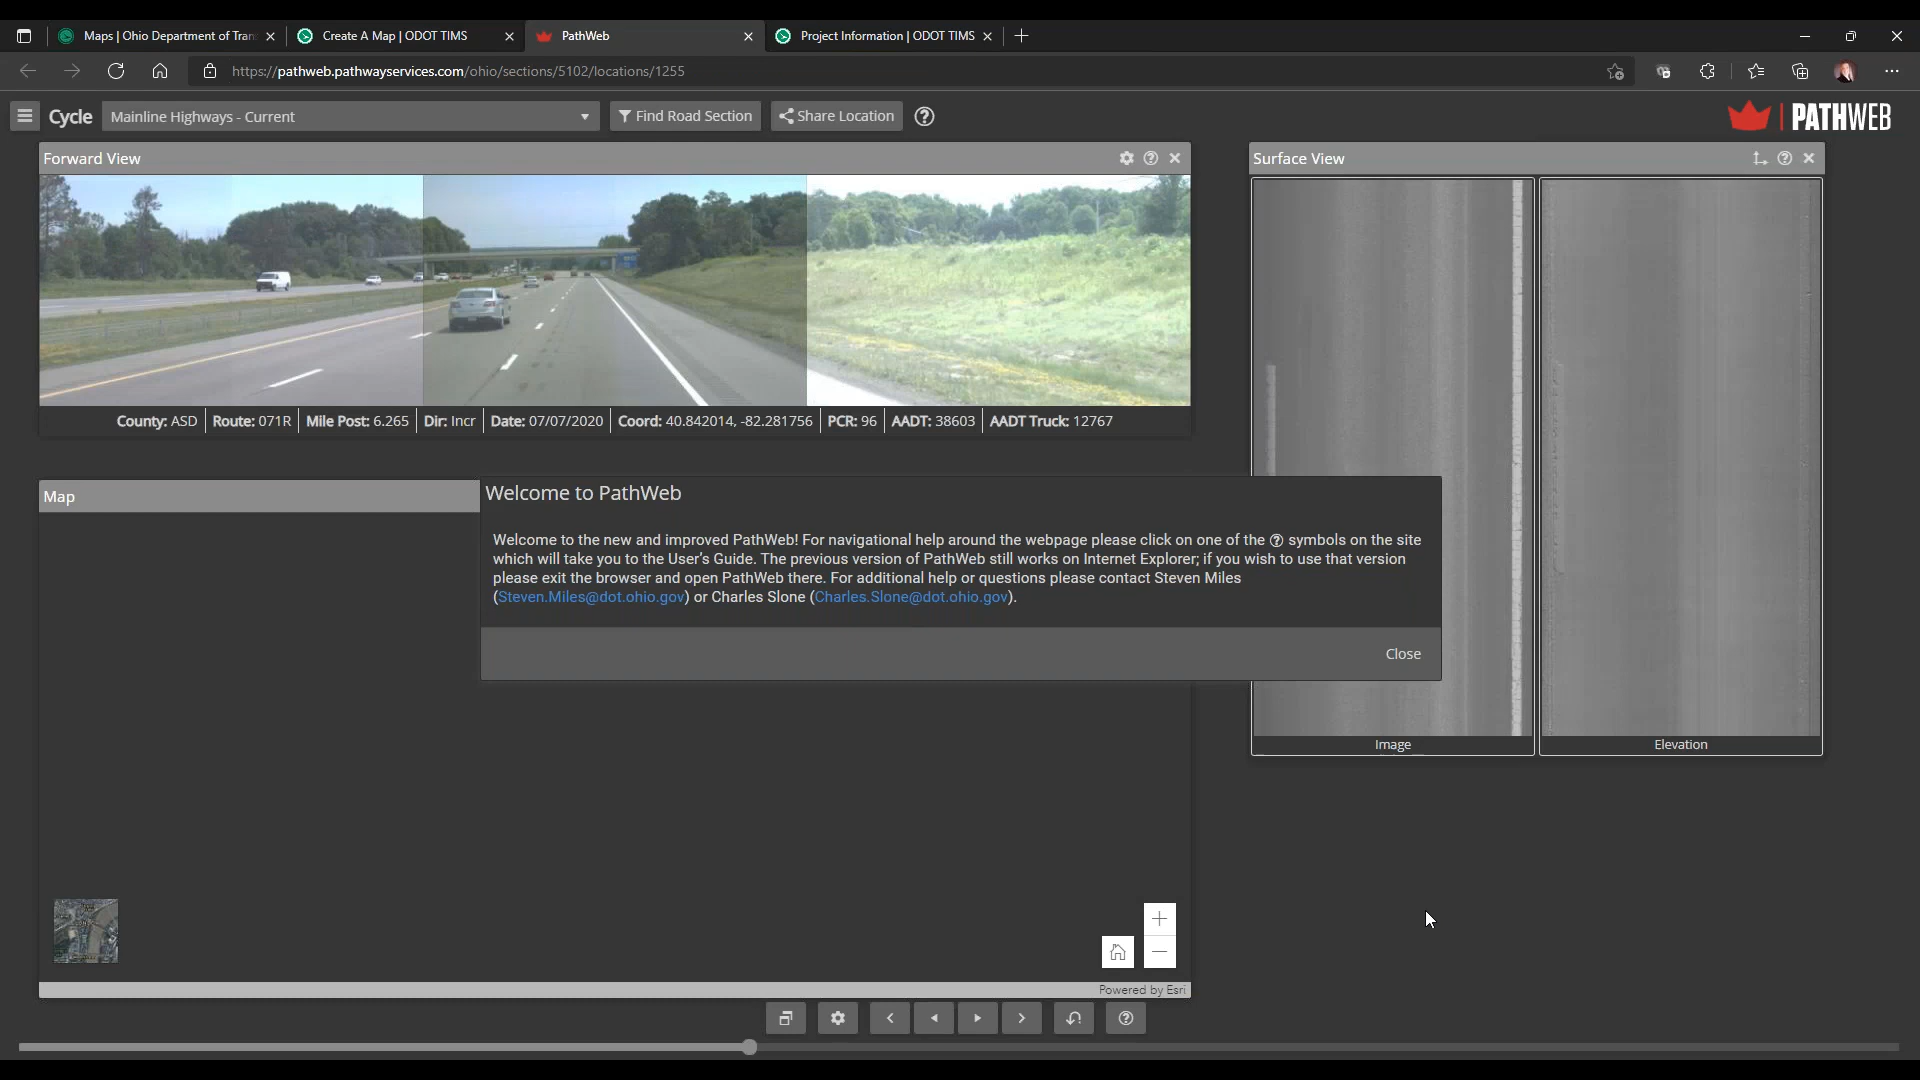 Maps | Ohio Department of Tran
Create A Map | ODOT TIMS
PathWeb
Project Information | ODOT TIMS
https://pathweb.pathwayservices.com/ohio/sections/5102/locations/1255
Cycle
Mainline Highways - Current
Find Road Section
Share Location
PATHWEB
Forward View
Surface View
County: ASD
Route: 071R
Mile Post: 6.265
Dir: Incr
Date: 07/07/2020
Coord: 40.842014, -82.281756
PCR: 96
AADT: 38603
AADT Truck: 12767
Map
Welcome to PathWeb
Welcome to the new and improved PathWeb! For navigational help around the webpage please click on one of the ? symbols on the site
which will take you to the User's Guide. The previous version of PathWeb still works on Internet Explorer; if you wish to use that version
please exit the browser and open PathWeb there. For additional help or questions please contact Steven Miles
(Steven.Miles@dot.ohio.gov) or Charles Slone (Charles.Slone@dot.ohio.gov).
Close
Image
Elevation
Powered by Esri